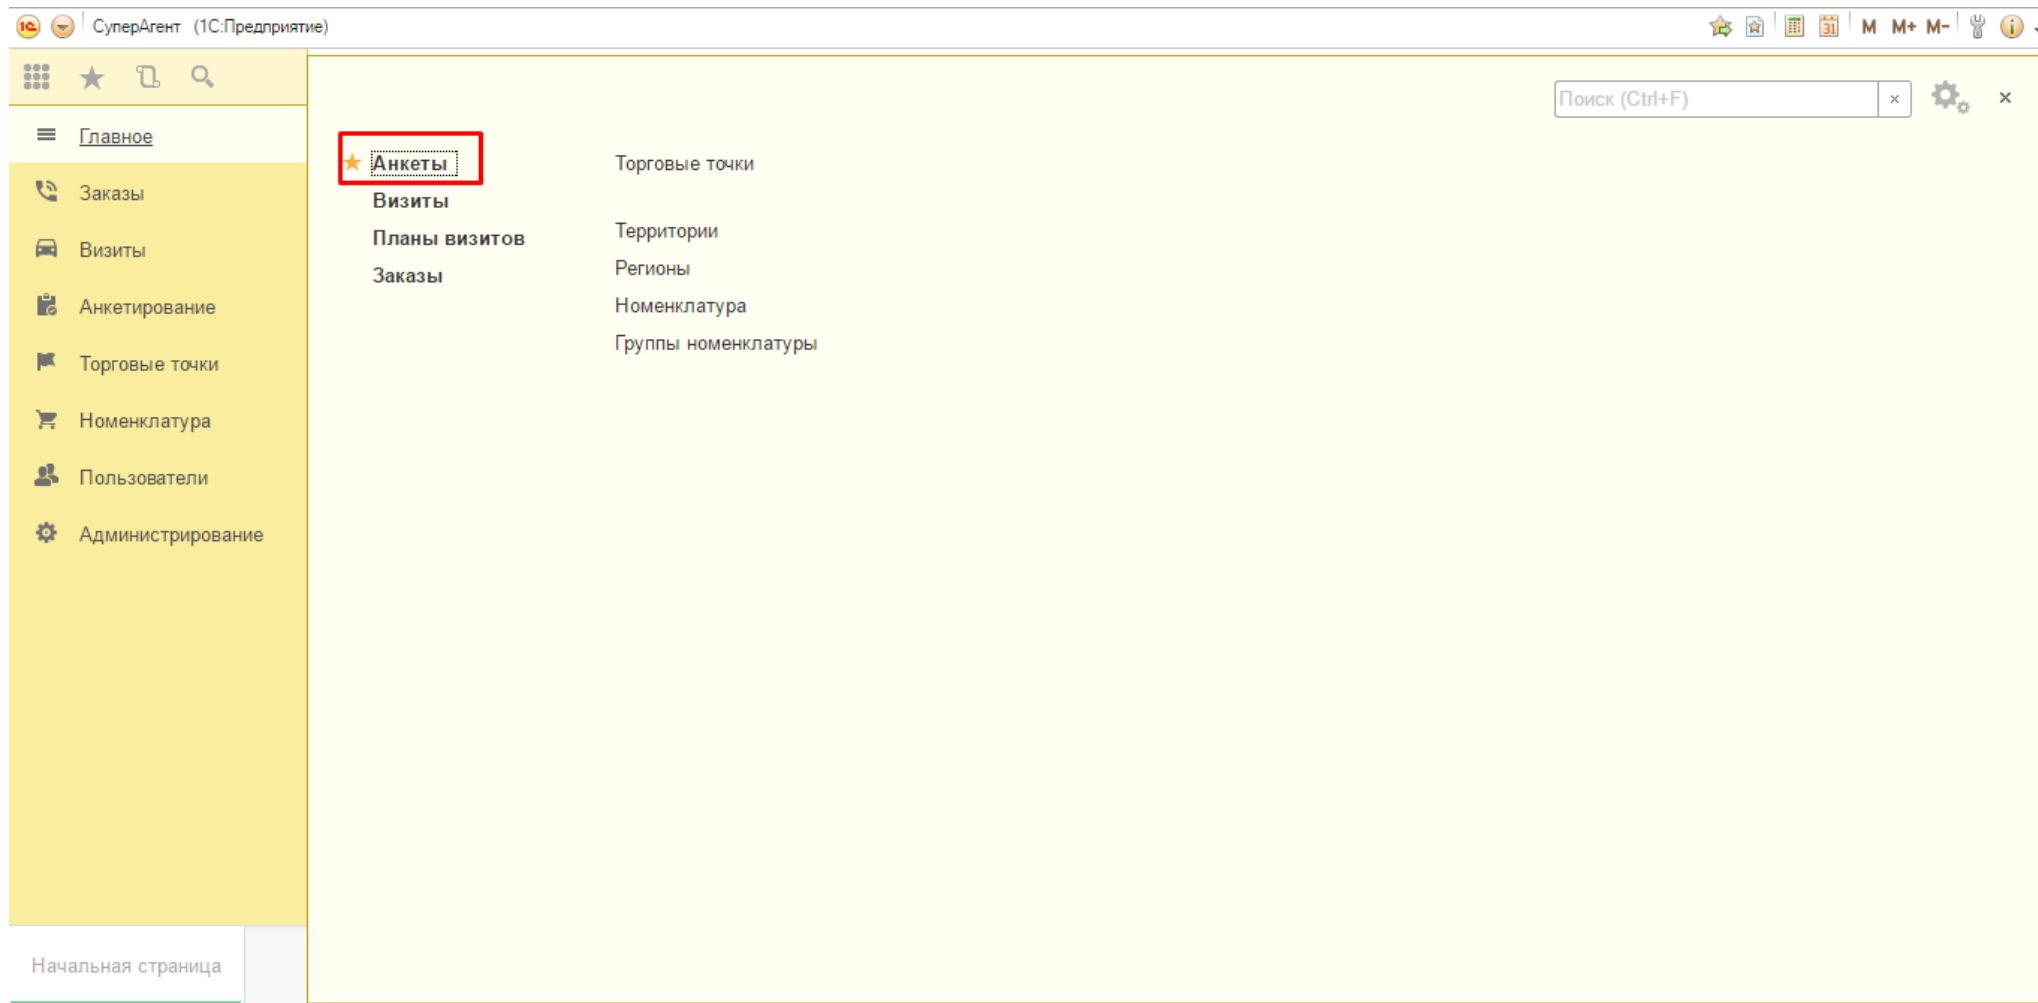 СуперАгент (1С:Предприятие)
31 M M+ M-
Поиск (Ctrl+F)
Главное
Заказы
Визиты
Анкетирование
Торговые точки
Номенклатура
Пользователи
Администрирование
Анкеты
Визиты
Планы визитов
Заказы
Торговые точки
Территории
Регионы
Номенклатура
Группы номенклатуры
Начальная страница